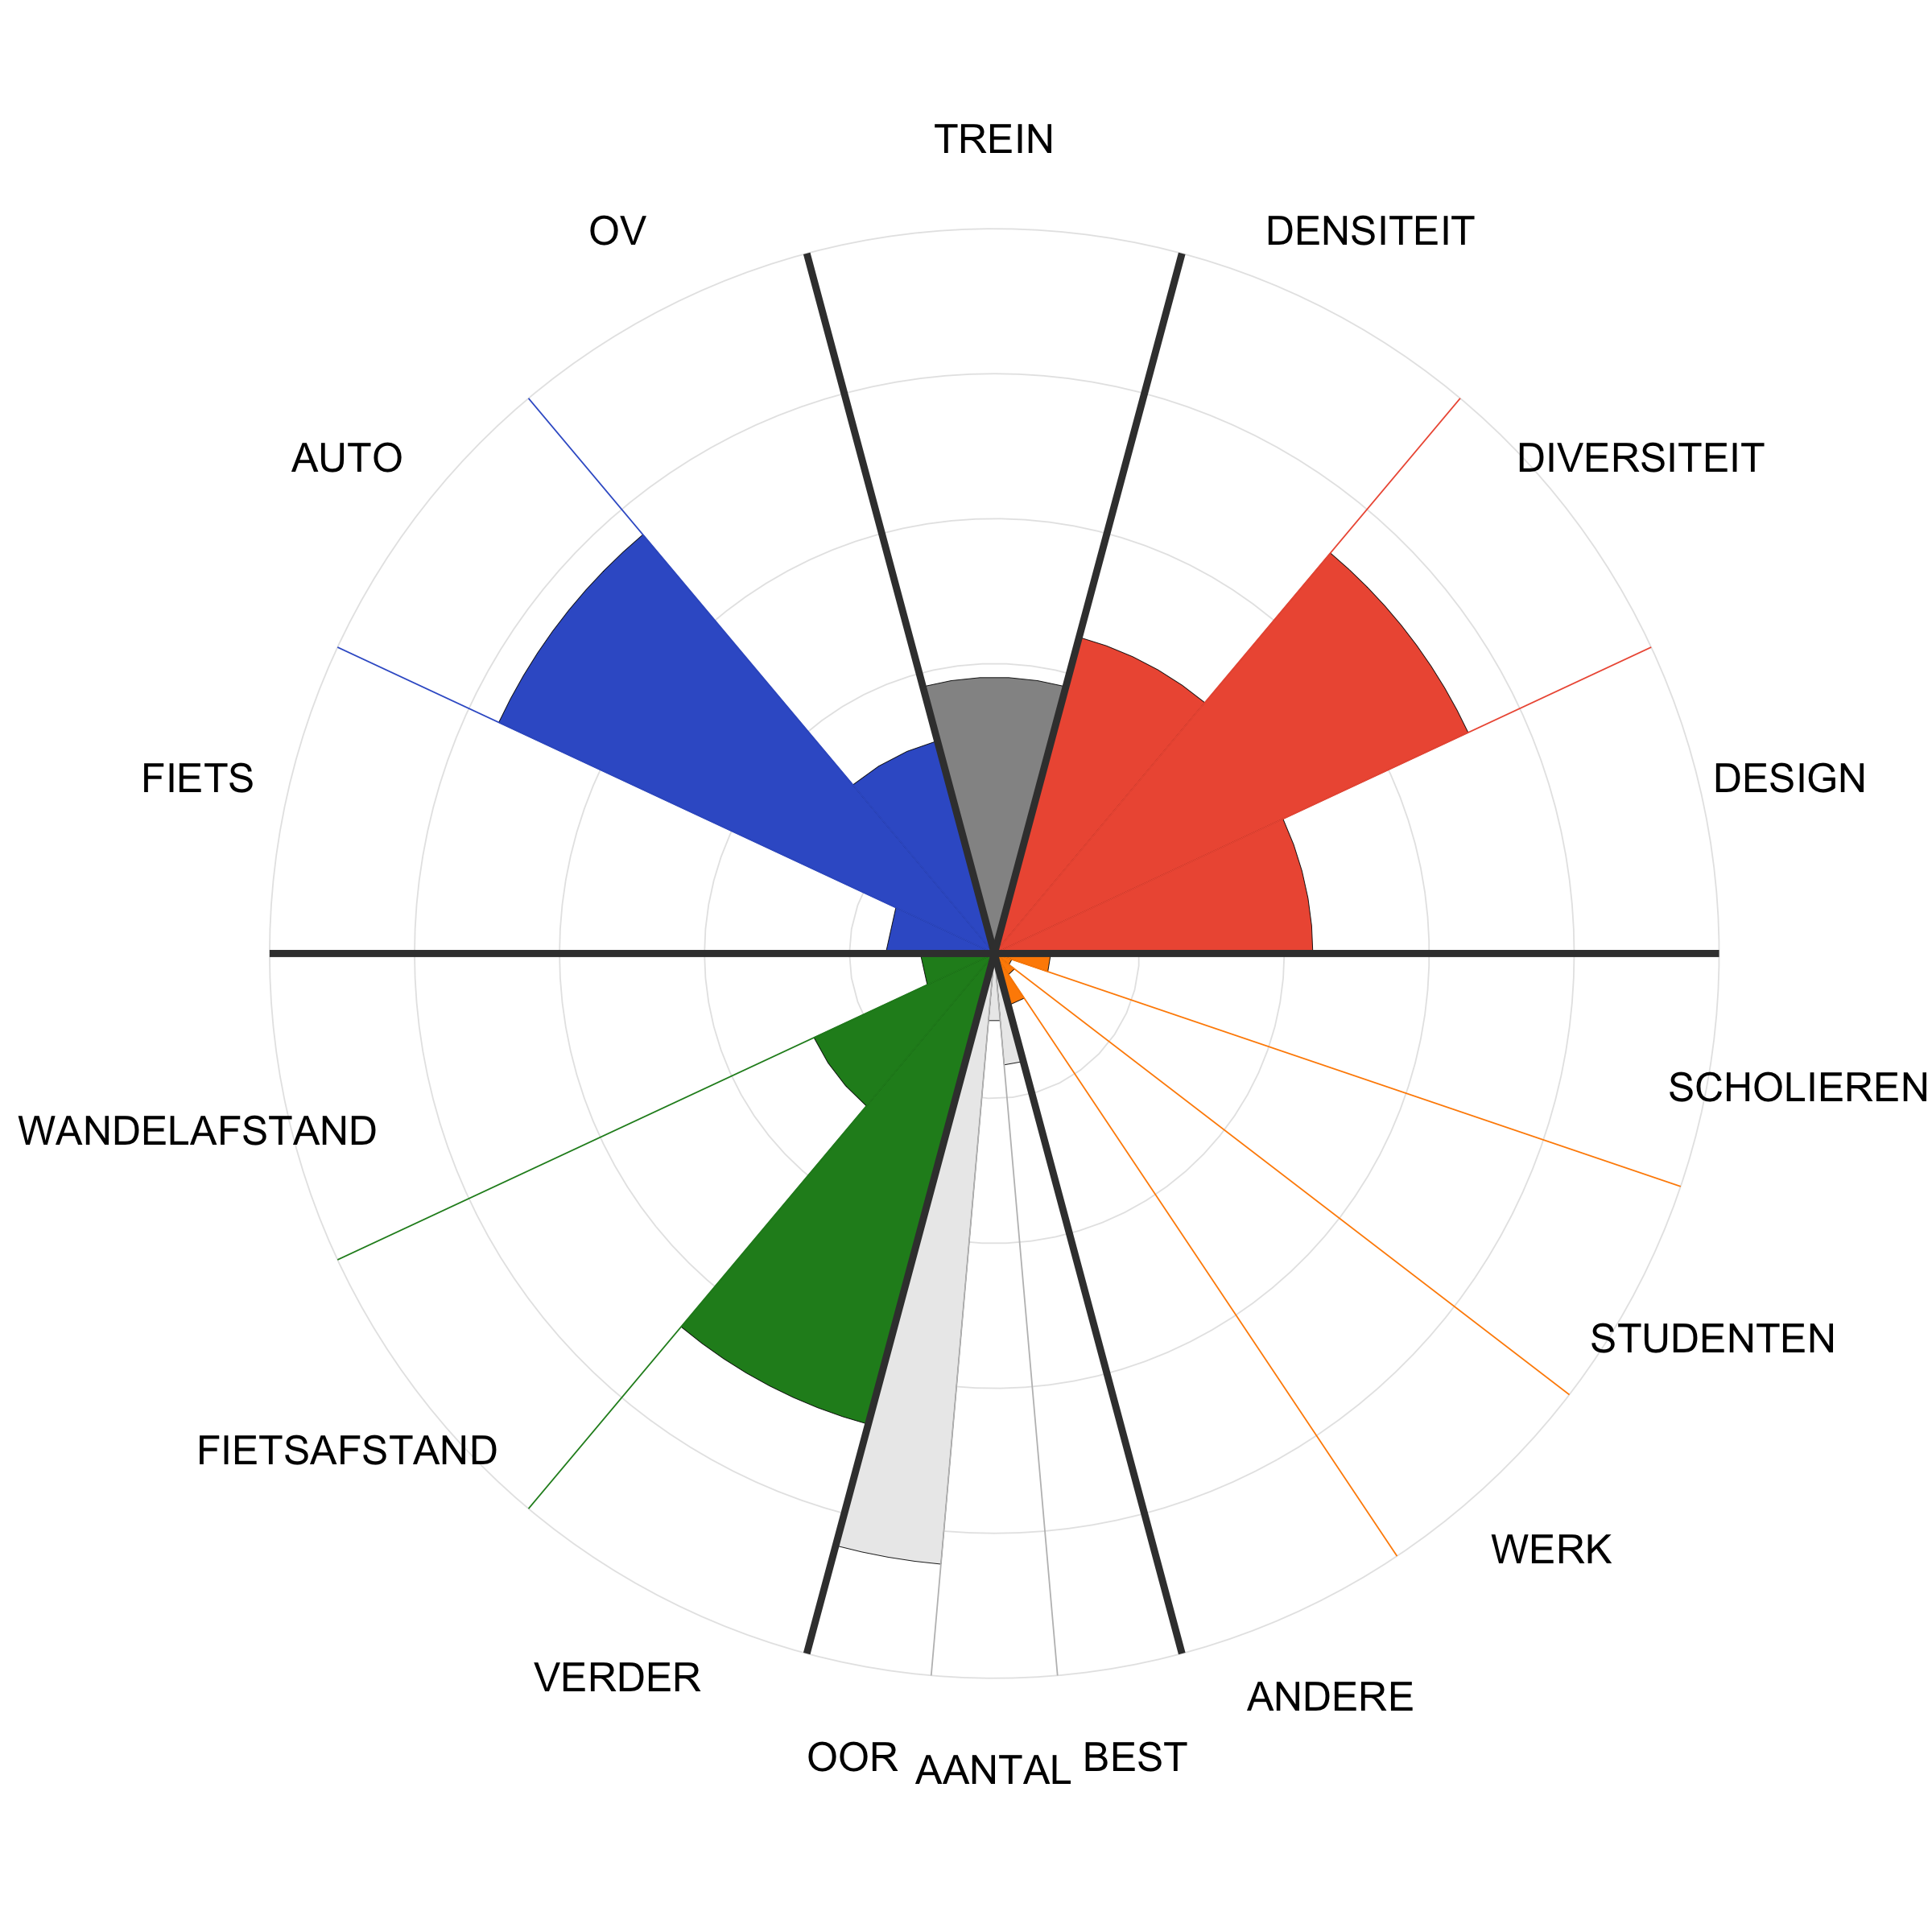 TREIN
OV
DENSITEIT
AUTO
DIVERSITEIT
FIETS
DESIGN
SCHOLIEREN
WANDELAFSTAND
STUDENTEN
FIETSAFSTAND
WERK
VERDER
ANDERE
OOR
AANTAL
BEST